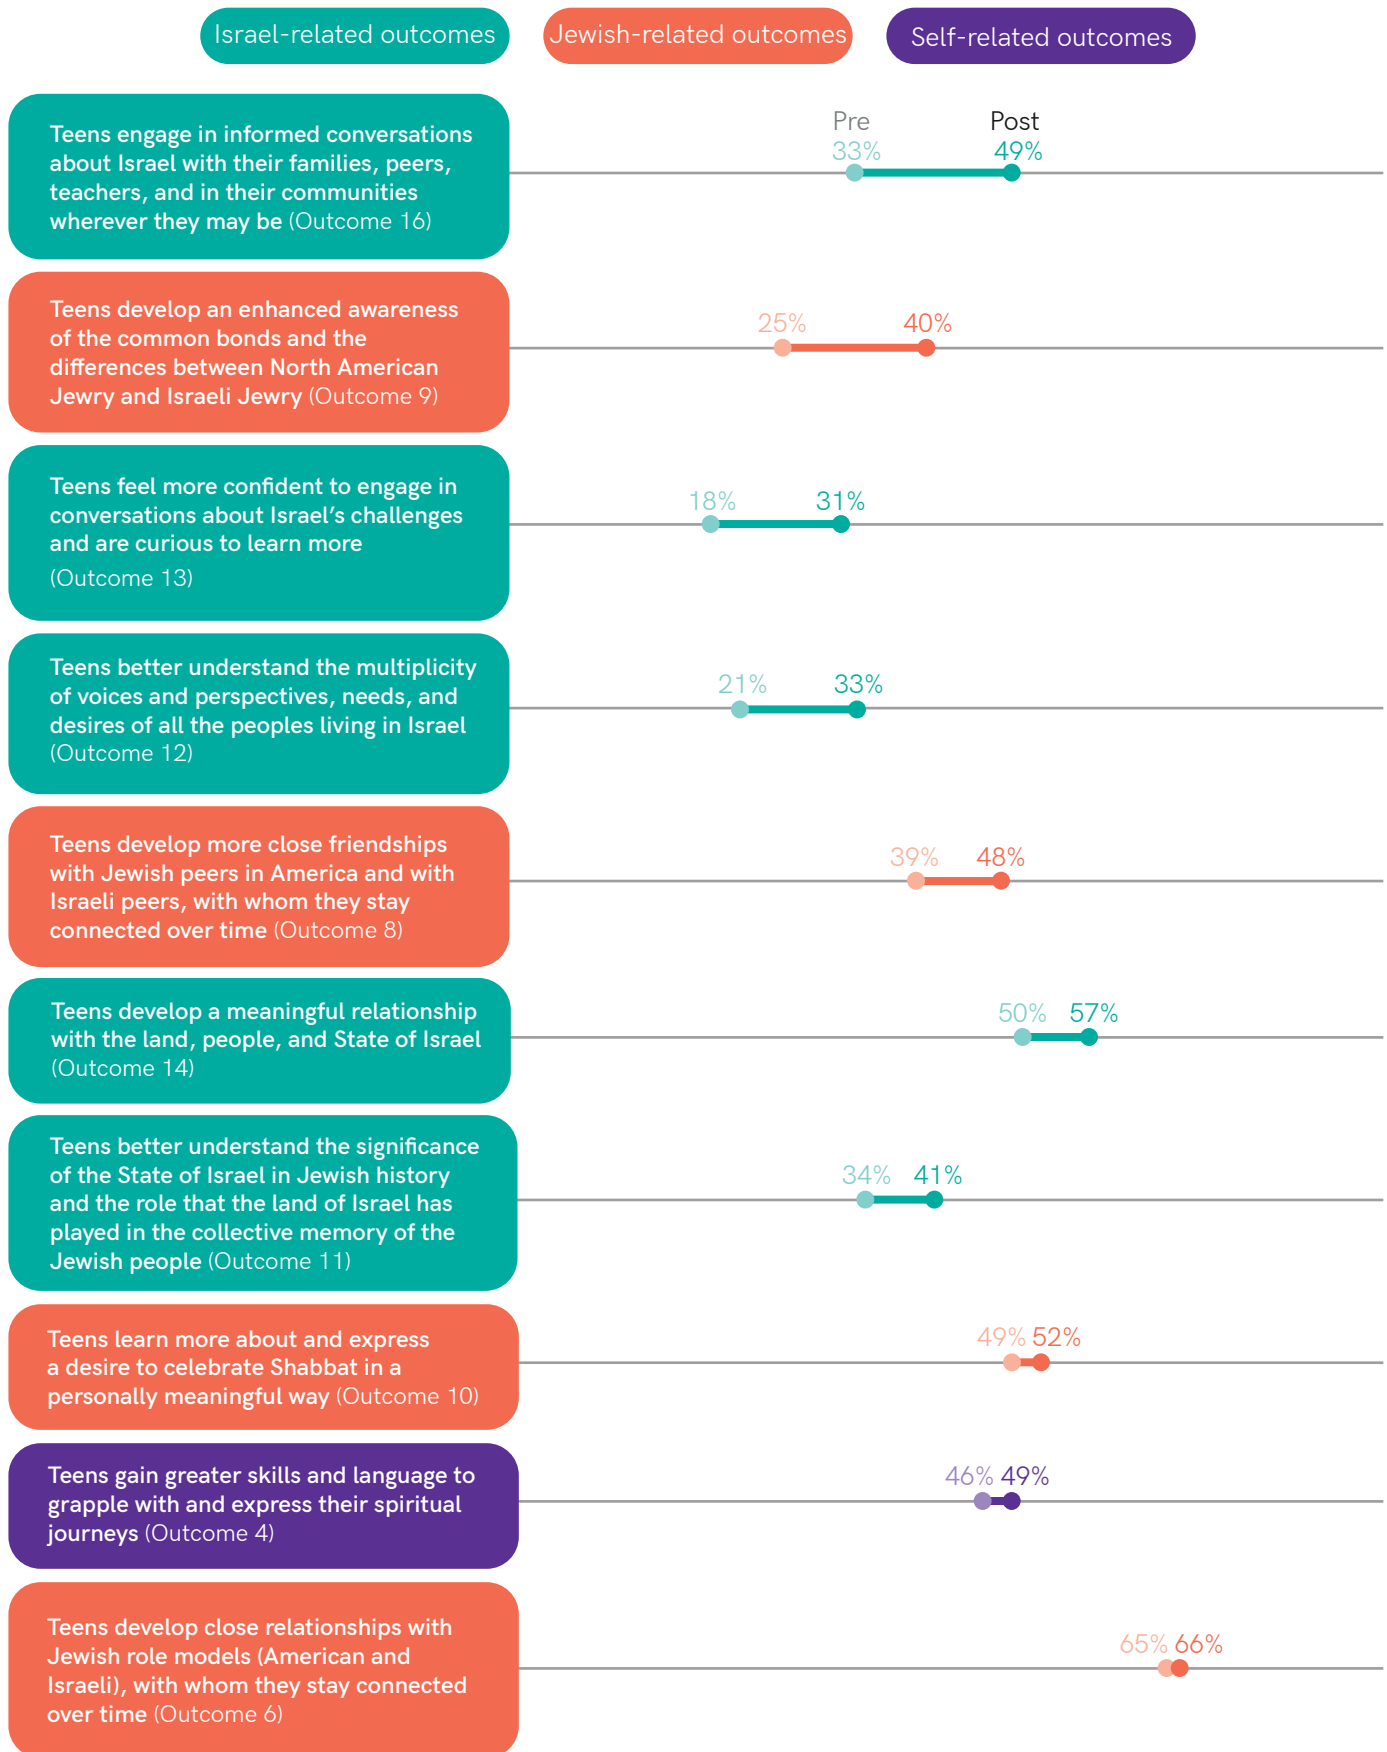 Israel-related outcomes
Jewish-related outcomes
Self-related outcomes
Teens engage in informed conversations
about Israel with their families, peers,
teachers, and in their communities
wherever they may be (Outcome 16)
Pre
Post
33%
49%
Teens develop an enhanced awareness
of the common bonds and the
differences between North American
Jewry and Israeli Jewry (Outcome 9)
25%
40%
Teens feel more confident to engage in
conversations about Israel’s challenges
and are curious to learn more
(Outcome 13)
18%
31%
Teens better understand the multiplicity
of voices and perspectives, needs, and
desires of all the peoples living in Israel
(Outcome 12)
21%
33%
Teens develop more close friendships
with Jewish peers in America and with
Israeli peers, with whom they stay
connected over time (Outcome 8)
39%
48%
Teens develop a meaningful relationship
with the land, people, and State of Israel
(Outcome 14)
50%
57%
Teens better understand the significance
of the State of Israel in Jewish history
and the role that the land of Israel has
played in the collective memory of the
Jewish people (Outcome 11)
34%
41%
Teens learn more about and express
a desire to celebrate Shabbat in a
personally meaningful way (Outcome 10)
49%
52%
Teens gain greater skills and language to
grapple with and express their spiritual
journeys (Outcome 4)
46%
49%
Teens develop close relationships with
Jewish role models (American and
Israeli), with whom they stay connected
over time (Outcome 6)
65%
66%